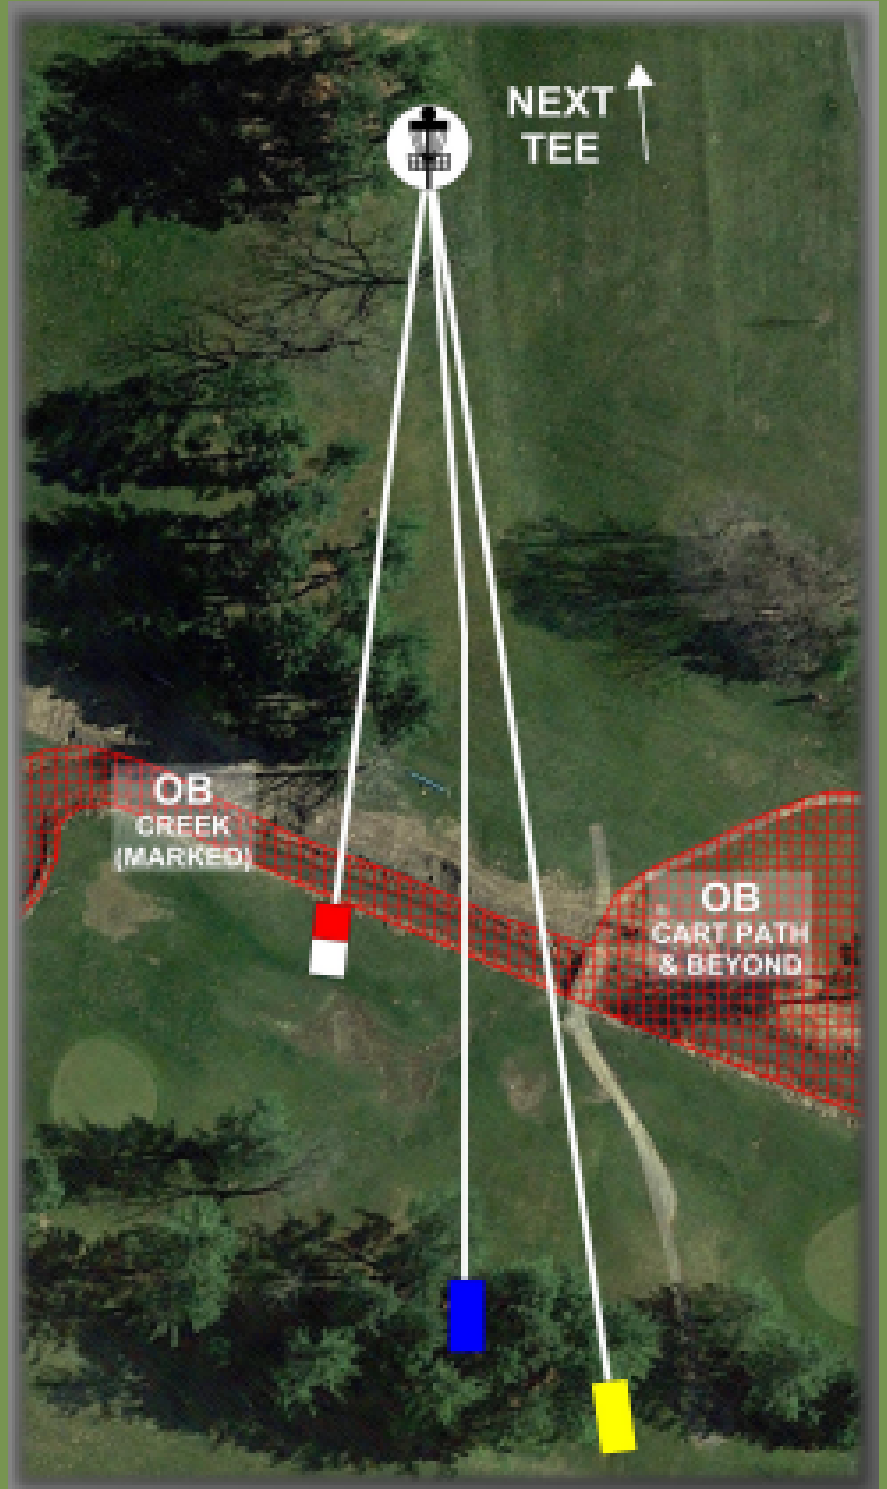 NEXT
TEE
OB
CREEK
(MARKED)
OB
CART PATH
& BEYOND